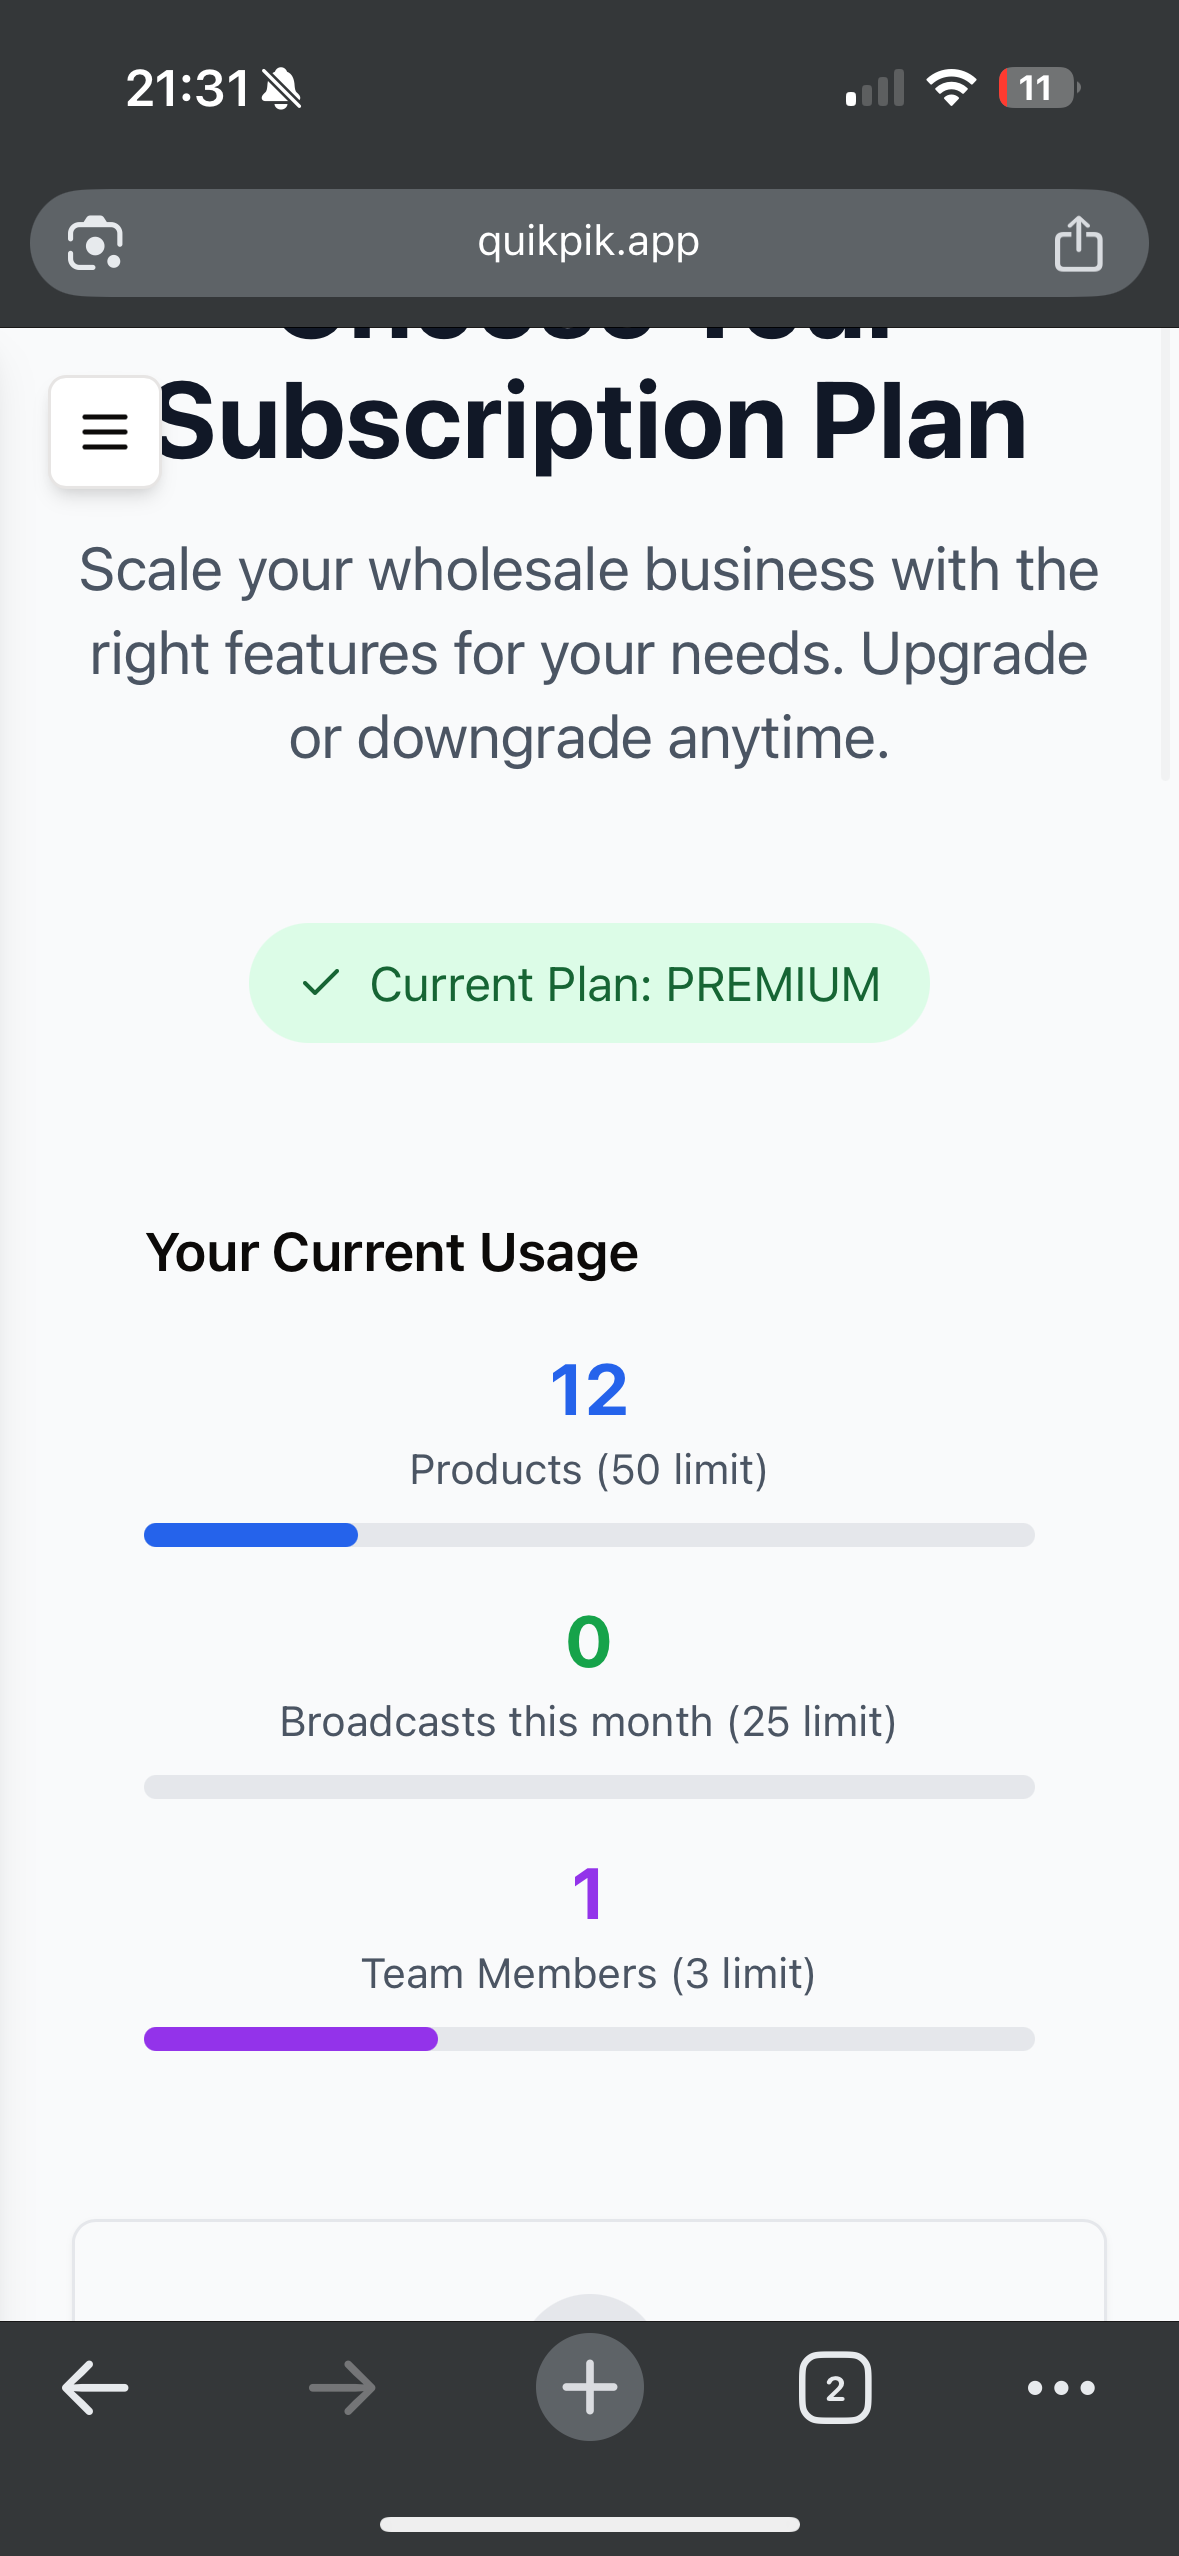 21:31
11
quikpik.app
Choose Your
Subscription Plan
Scale your wholesale business with the
right features for your needs. Upgrade
or downgrade anytime.
Current Plan: PREMIUM
Your Current Usage
12
Products (50 limit)
0
Broadcasts this month (25 limit)
1
Team Members (3 limit)
2